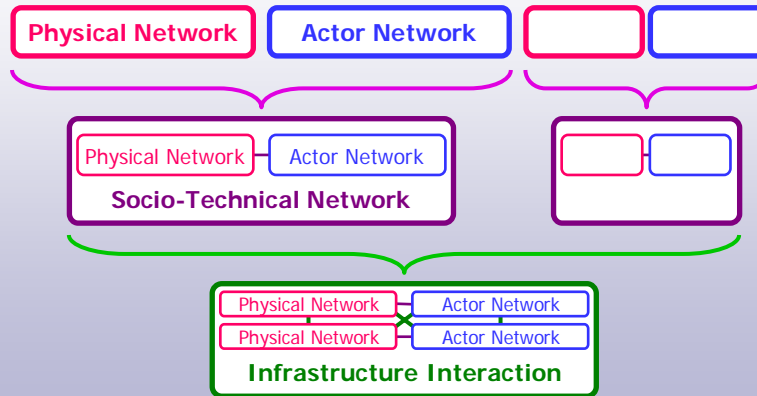 Physical Network Actor Network
Physical Network Actor Network
Socio-Technical Network
Physical Network Actor Network
Physical Network Actor Network
Infrastructure Interaction